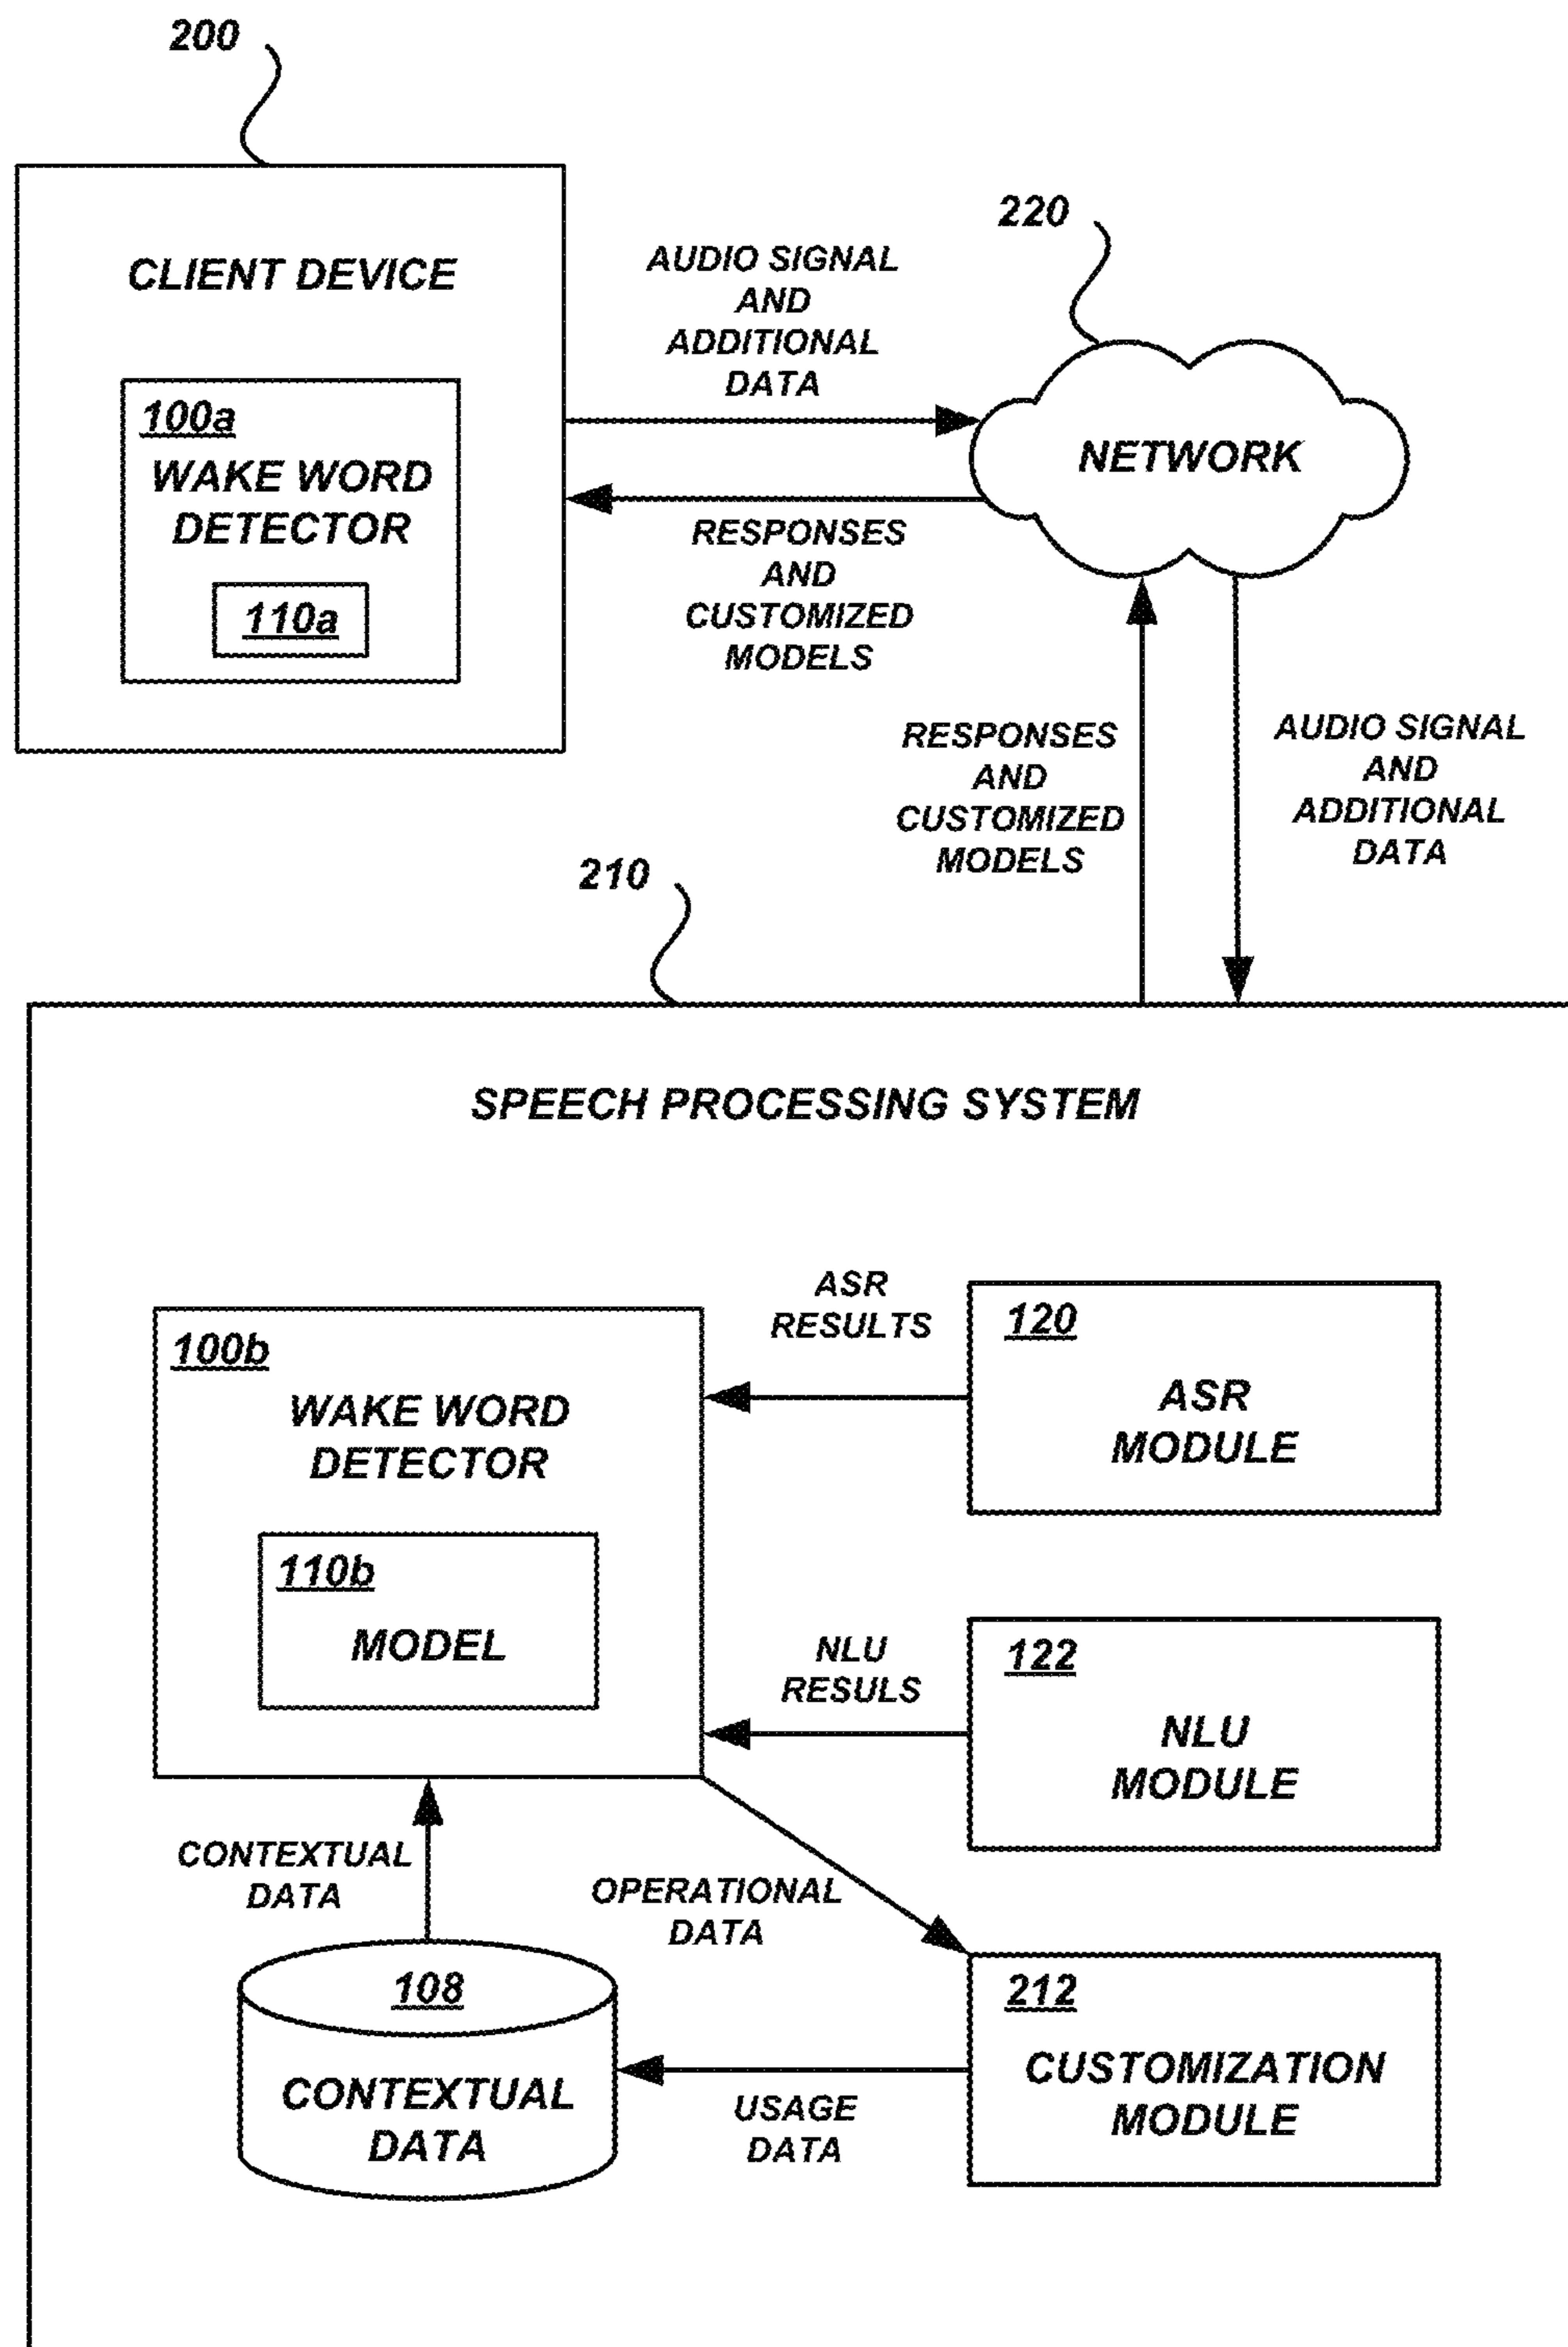 200
CLIENT DEVICE
100a
WAKE WORD
DETECTOR
110a
AUDIO SIGNAL
AND
ADDITIONAL
DATA
RESPONSES
AND
CUSTOMIZED
MODELS
220
NETWORK
RESPONSES
AND
CUSTOMIZED
MODELS
AUDIO SIGNAL
AND
ADDITIONAL
DATA
210
SPEECH PROCESSING SYSTEM
100b
WAKE WORD
DETECTOR
110b
MODEL
ASR
RESULTS
120
ASR
MODULE
NLU
RESULS
122
NLU
MODULE
CONTEXTUAL
DATA
OPERATIONAL
DATA
108
CONTEXTUAL
DATA
USAGE
DATA
212
CUSTOMIZATION
MODULE